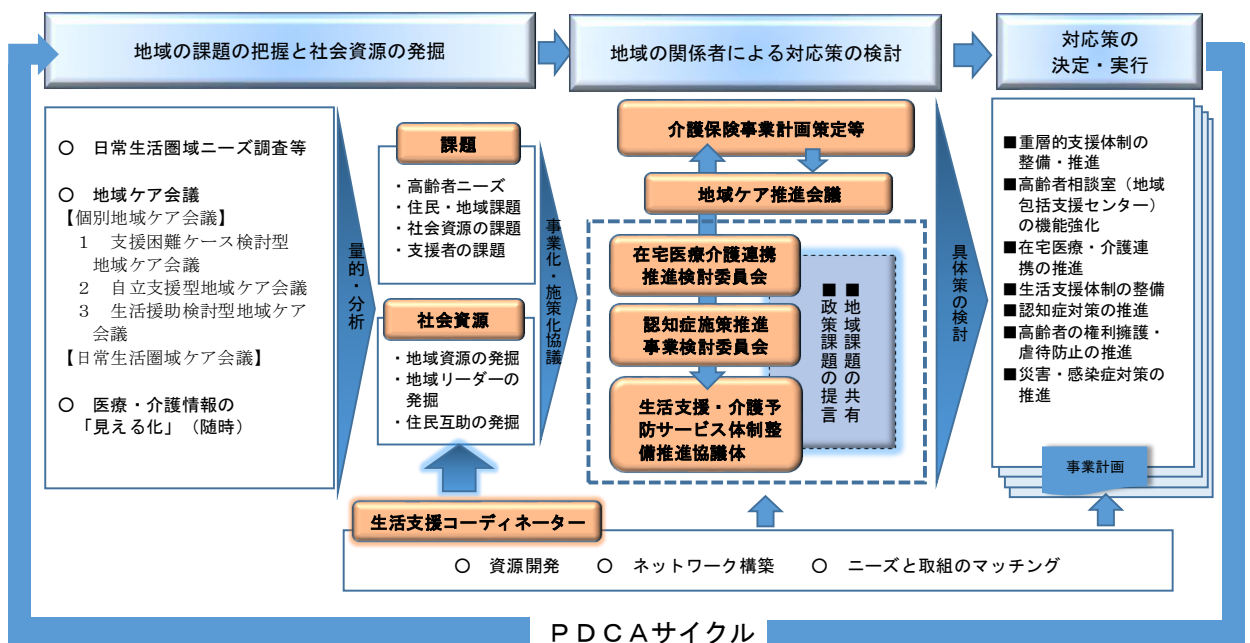 地域の課題の把握と社会資源の発掘
地域の関係者による対応策の検討
対応策の
決定・実行
○ 日常生活圏域ニーズ調査等
○ 地域ケア会議
【個別地域ケア会議】
1 支援困難ケース検討型
地域ケア会議
2 自立支援型地域ケア会議
3 生活援助検討型地域ケア
会議
【日常生活圏域ケア会議】
○ 医療・介護情報の
「見える化」（随時）
量的・分析
課題
・高齢者ニーズ
・住民・地域課題
・社会資源の課題
・支援者の課題
社会資源
・地域資源の発掘
・地域リーダーの
発掘
・住民互助の発掘
事業化・施策化協議
介護保険事業計画策定等
地域ケア推進会議
在宅医療介護連携
推進検討委員会
認知症施策推進
事業検討委員会
生活支援・介護予
防サービス体制整
備推進協議体
■地域課題の共有
■政策課題の提言
具体策の検討
■重層的支援体制の
整備・推進
■高齢者相談室（地域
包括支援センター）
の機能強化
■在宅医療・介護連
携の推進
■生活支援体制の整備
■認知症対策の推進
■高齢者の権利擁護・
虐待防止の推進
■災害・感染症対策の
推進
事業計画
生活支援コーディネーター
○ 資源開発 ○ ネットワーク構築 ○ ニーズと取組のマッチング
ＰＤＣＡサイクル